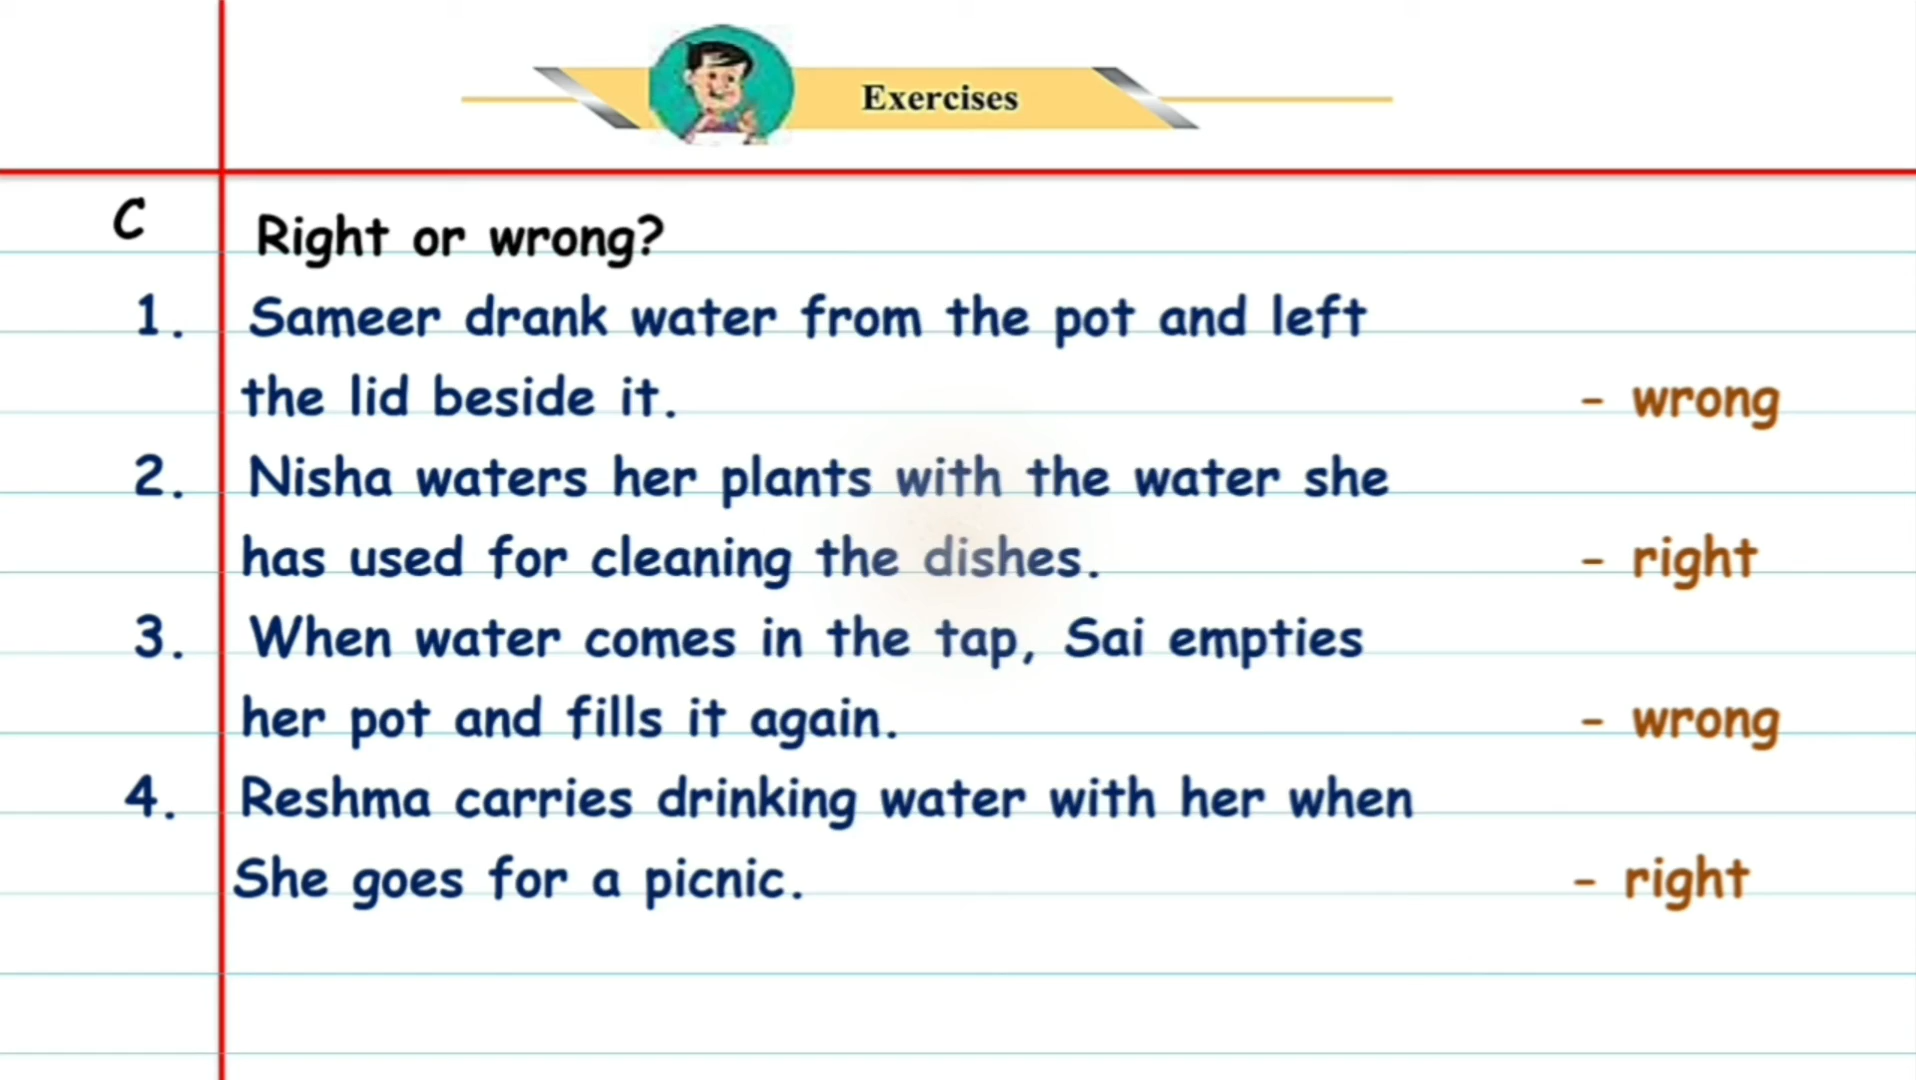 Exercises
C Right or wrong?
1. Sameer drank water from the pot and left
the lid beside it. - wrong
2. Nisha waters her plants with the water she
has used for cleaning the dishes. - right
3. When water comes in the tap, Sai empties
her pot and fills it again. - wrong
4. Reshma carries drinking water with her when
She goes for a picnic. - right